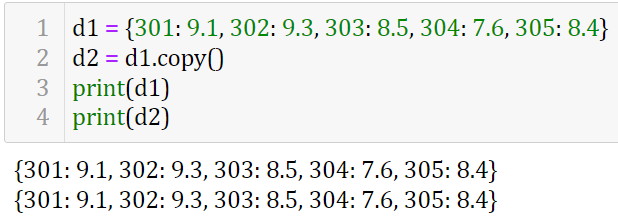 1 d1 = {301: 9.1, 302: 9.3, 303: 8.5, 304: 7.6, 305: 8.4}
2 d2 = d1.copy()
3 print(d1)
4 print(d2)
{301: 9.1, 302: 9.3, 303: 8.5, 304: 7.6, 305: 8.4}
{301: 9.1, 302: 9.3, 303: 8.5, 304: 7.6, 305: 8.4}